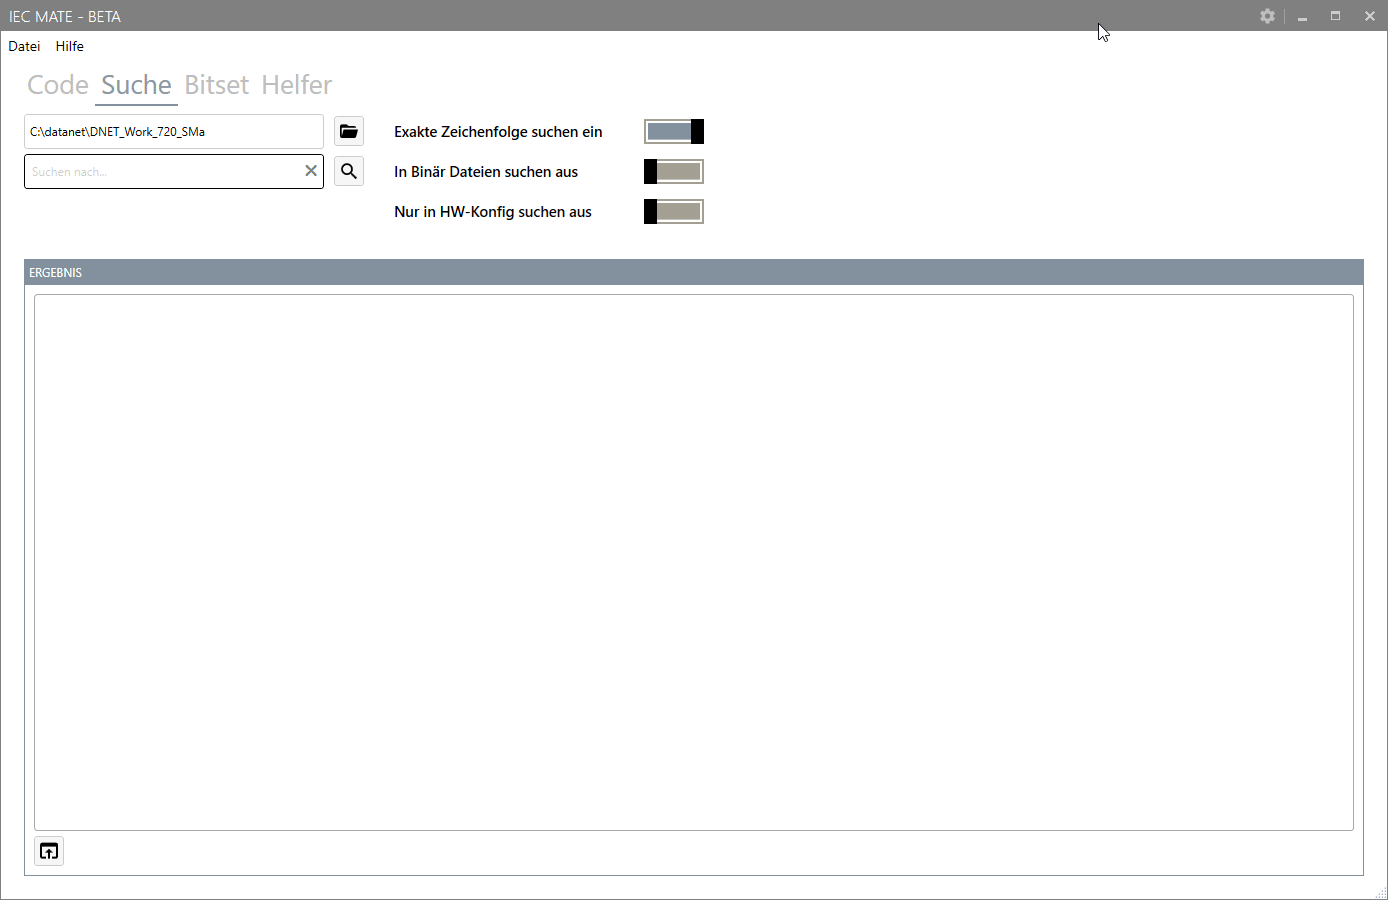 IEC MATE - BETA
Datei Hilfe
Code Suche Bitset Helfer
C:\datanet\DNET_Work_720_SMa
Exakte Zeichenfolge suchen ein
Suchen nach...
In Binär Dateien suchen aus
Nur in HW-Konfig suchen aus
ERGEBNIS